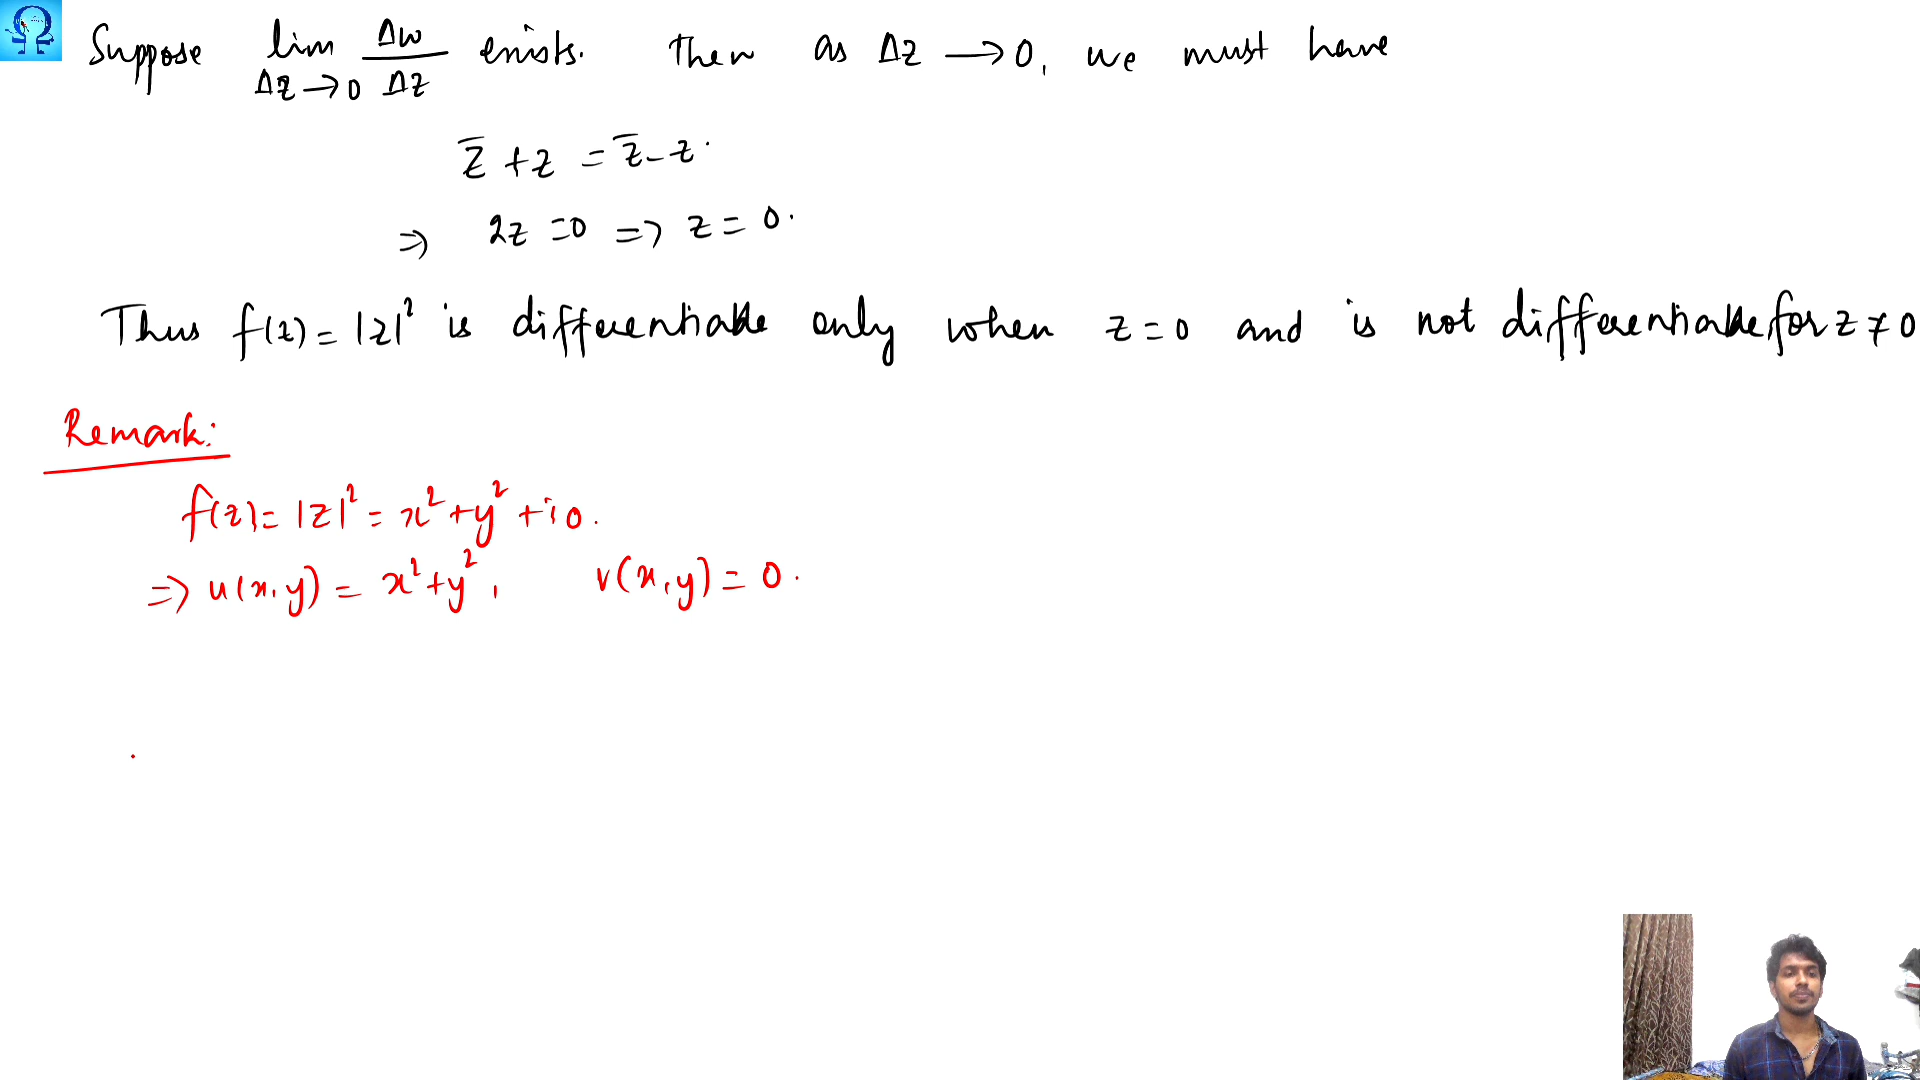 Suppose lim Δz→0 Δw/Δz exists. Then as Δz → 0, we must have
z̅ + z = z̅ - z.
⇒ 2z = 0 ⇒ z = 0.
Thus f(z) = |z|² is differentiable only when z = 0 and is not differentiable for z ≠ 0
Remark:
f(z) = |z|² = x² + y² + i0.
⇒ u(x,y) = x² + y², v(x,y) = 0.